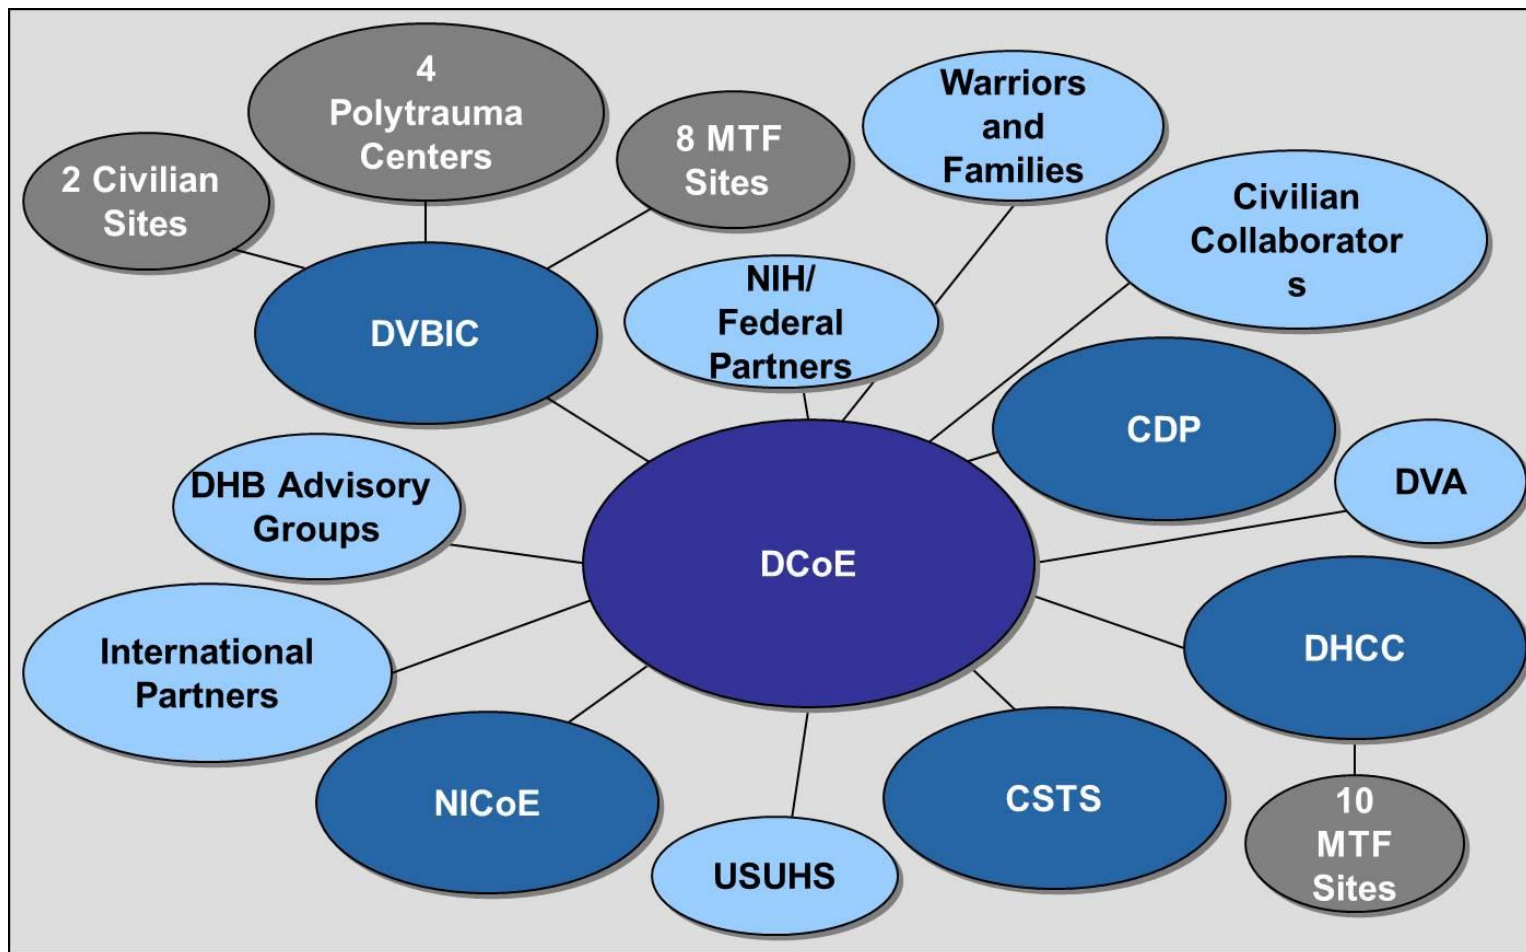 4
Polytrauma
Centers
2 Civilian
Sites
8 MTF
Sites
Warriors
and
Families
Civilian
Collaborator
s
NIH/
Federal
Partners
DVBIC
CDP
DHB Advisory
Groups
DVA
DCoE
International
Partners
DHCC
NICoE
CSTS
USUHS
10
MTF
Sites